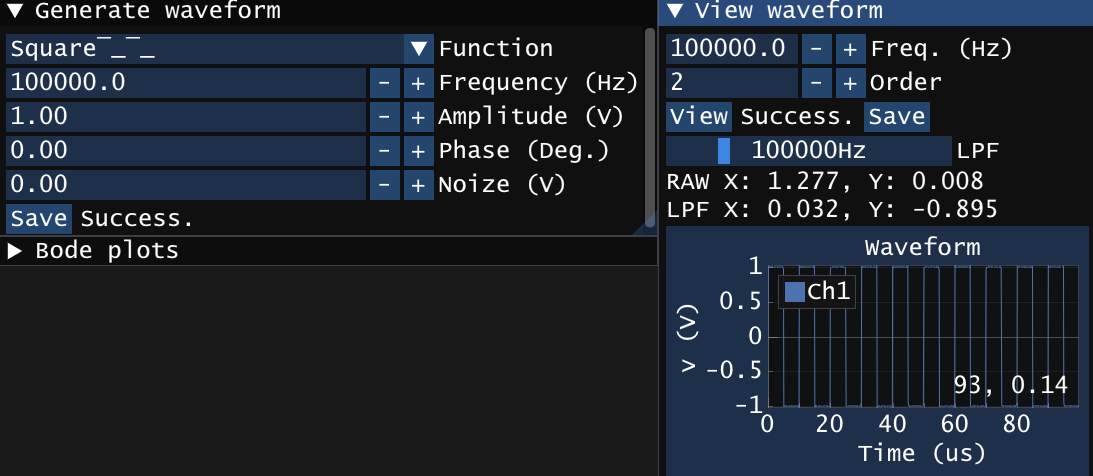 ▼ Generate waveform
Square‾_‾_ ▼ Function
100000.0 - + Frequency (Hz)
1.00 - + Amplitude (V)
0.00 - + Phase (Deg.)
0.00 - + Noize (V)
Save Success.
▶ Bode plots
▼ View waveform
100000.0 - + Freq. (Hz)
2 - + Order
View Success. Save
100000Hz LPF
RAW X: 1.277, Y: 0.008
LPF X: 0.032, Y: -0.895
Waveform
Ch1
v (V)
1
0.5
0
-0.5
-1
93, 0.14
0 20 40 60 80
Time (us)